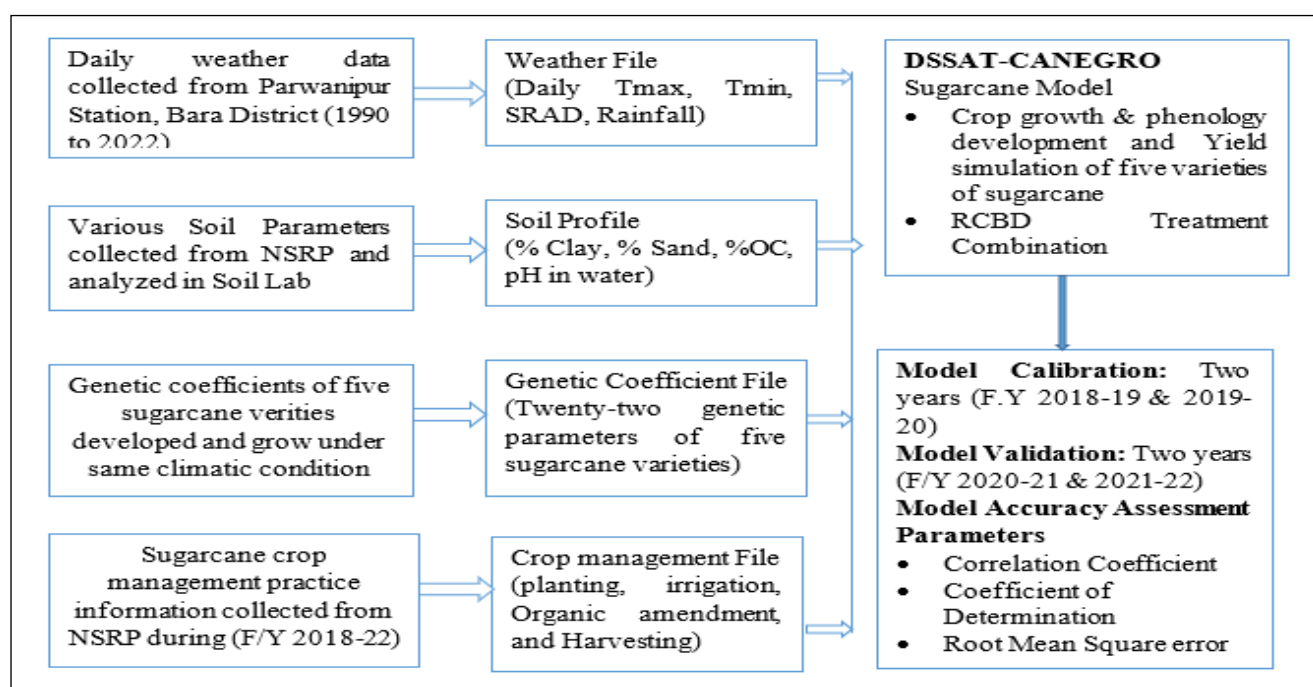 Daily weather data
collected from Parwanipur
Station, Bara District (1990
to 2022)
Weather File
(Daily Tmax, Tmin,
SRAD, Rainfall)
Various Soil Parameters
collected from NSRP and
analyzed in Soil Lab
Soil Profile
(% Clay, % Sand, %OC,
pH in water)
Genetic coefficients of five
sugarcane verities
developed and grow under
same climatic condition
Genetic Coefficient File
(Twenty-two genetic
parameters of five
sugarcane varieties)
Sugarcane crop
management practice
information collected from
NSRP during (F/Y 2018-22)
Crop management File
(planting, irrigation,
Organic amendment,
and Harvesting)
DSSAT-CANEGRO
Sugarcane Model
• Crop growth & phenology
development and Yield
simulation of five varieties
of sugarcane
• RCBD Treatment
Combination
Model Calibration: Two
years (F.Y 2018-19 & 2019-
20)
Model Validation: Two years
(F/Y 2020-21 & 2021-22)
Model Accuracy Assessment
Parameters
• Correlation Coefficient
• Coefficient of
Determination
• Root Mean Square error